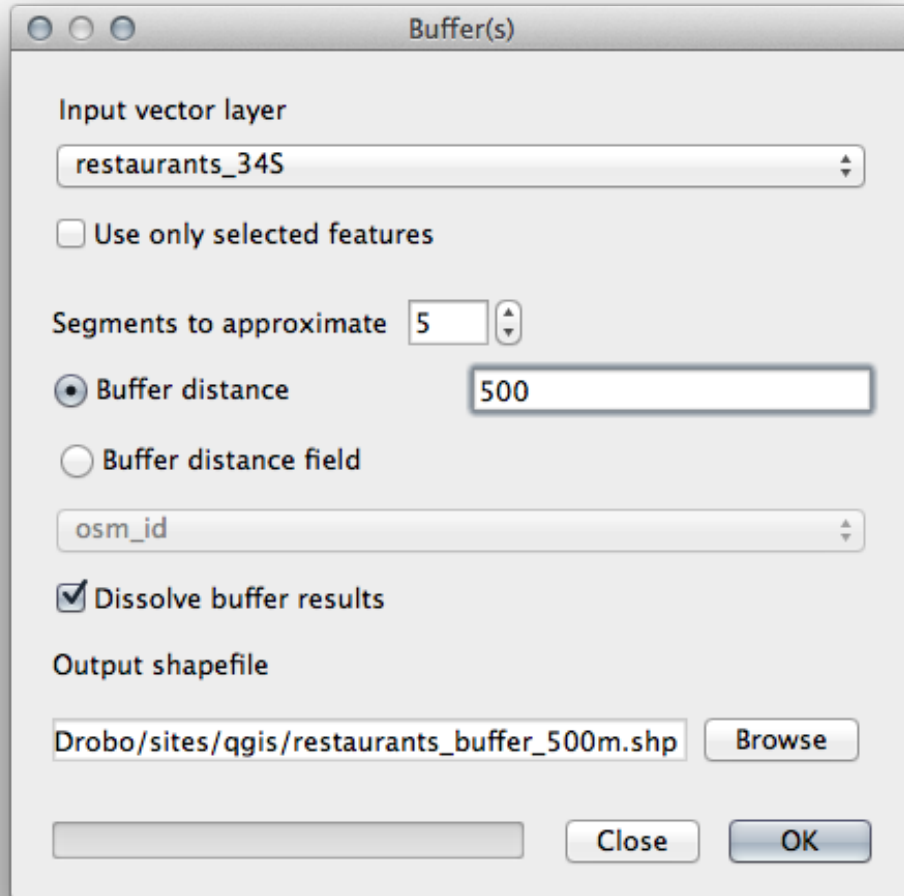 Buffer(s)
Input vector layer
restaurants_34S
Use only selected features
Segments to approximate 5
Buffer distance 500
Buffer distance field
osm_id
Dissolve buffer results
Output shapefile
Drobo/sites/qgis/restaurants_buffer_500m.shp Browse
Close OK